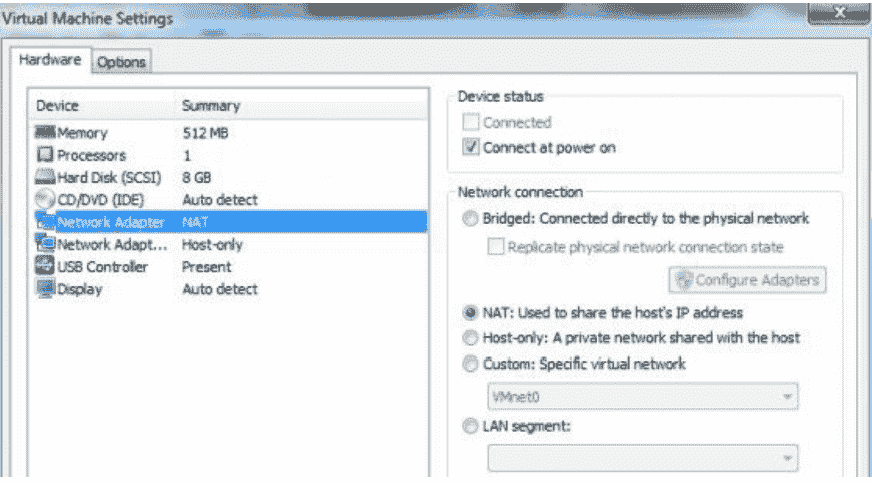 Virtual Machine Settings
Hardware Options
Device Summary
Memory 512 MB
Processors 1
Hard Disk (SCSI) 8 GB
CD/DVD (IDE) Auto detect
Network Adapter NAT
Network Adapt... Host-only
USB Controller Present
Display Auto detect
Device status
Connected
Connect at power on
Network connection
Bridged: Connected directly to the physical network
Replicate physical network connection state
Configure Adapters
NAT: Used to share the host's IP address
Host-only: A private network shared with the host
Custom: Specific virtual network
VMnet0
LAN segment: